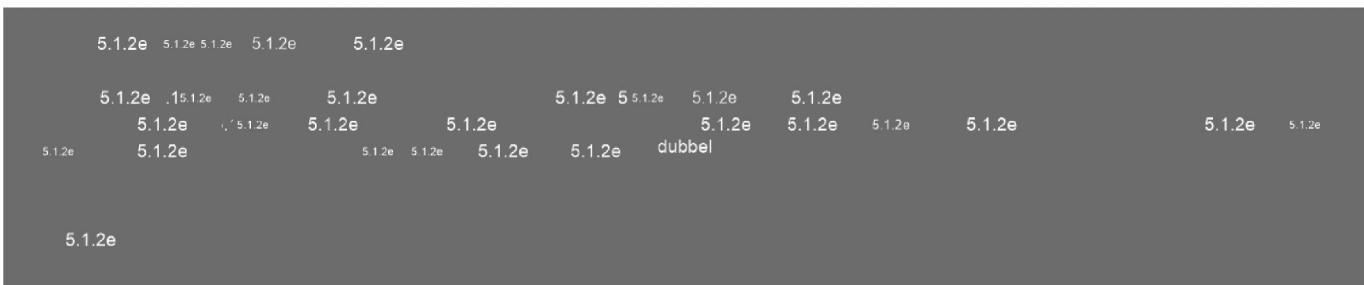 5.1.2e 5.1.2e 5.1.2e 5.1.2e 5.1.2e
5.1.2e .1 5.1.2e 5.1.2e 5.1.2e 5.1.2e 5 5.1.2e 5.1.2e 5.1.2e
5.1.2e 5.1.2e 5.1.2e 5.1.2e 5.1.2e 5.1.2e 5.1.2e 5.1.2e 5.1.2e 5.1.2e
5.1.2e 5.1.2e 5.1.2e 5.1.2e 5.1.2e 5.1.2e dubbel
5.1.2e